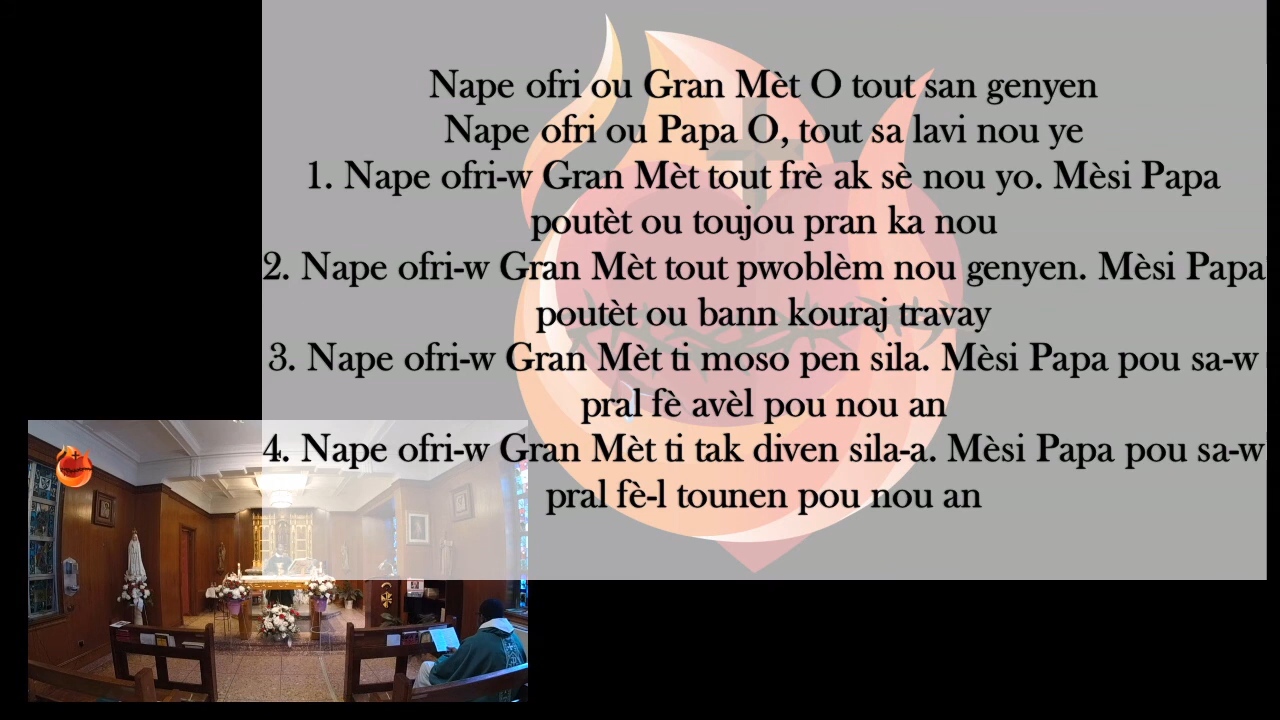 Nape ofri ou Gran Mèt O tout san genyen
Nape ofri ou Papa O, tout sa lavi nou ye
1. Nape ofri-w Gran Mèt tout frè ak sè nou yo. Mèsi Papa
poutèt ou toujou pran ka nou
2. Nape ofri-w Gran Mèt tout pwoblèm nou genyen. Mèsi Papa
poutèt ou bann kouraj travay
3. Nape ofri-w Gran Mèt ti moso pen sila. Mèsi Papa pou sa-w
pral fè avèl pou nou an
4. Nape ofri-w Gran Mèt ti tak diven sila-a. Mèsi Papa pou sa-w
pral fè-l tounen pou nou an